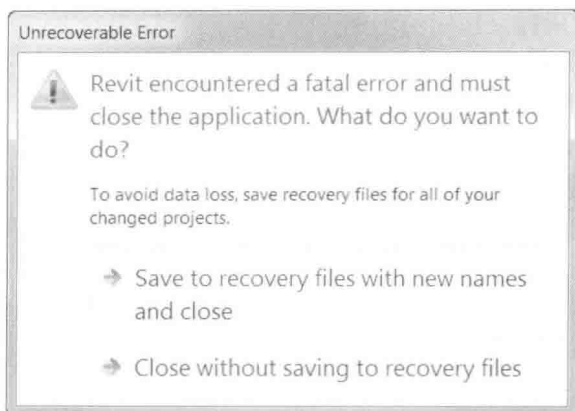 Unrecoverable Error
Revit encountered a fatal error and must
close the application. What do you want to
do?
To avoid data loss, save recovery files for all of your
changed projects.
Save to recovery files with new names
and close
Close without saving to recovery files